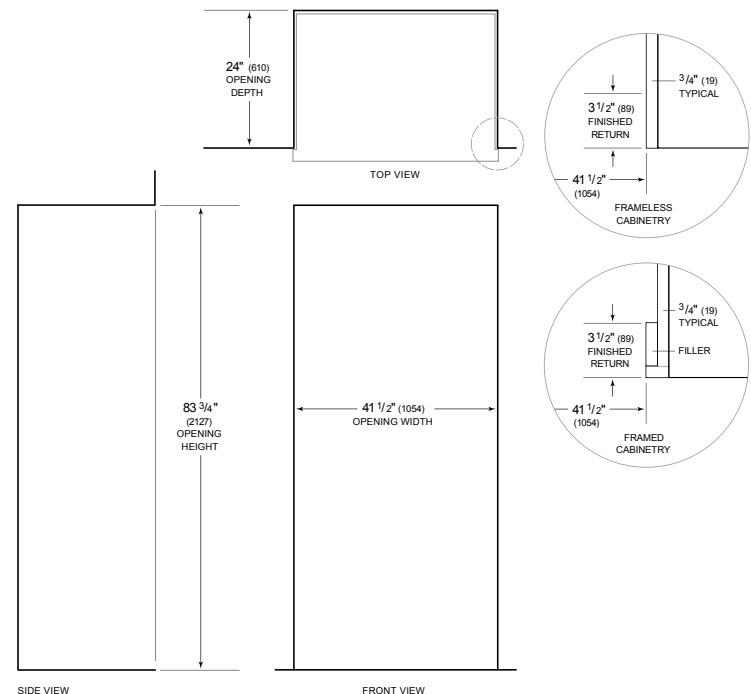 24" (610)
OPENING
DEPTH
TOP VIEW
3/4" (19)
TYPICAL
3 1/2" (89)
FINISHED
RETURN
41 1/2"
(1054)
FRAMELESS
CABINETRY
3/4" (19)
TYPICAL
3 1/2" (89)
FINISHED
RETURN
FILLER
41 1/2"
(1054)
FRAMED
CABINETRY
83 3/4"
(2127)
OPENING
HEIGHT
41 1/2" (1054)
OPENING WIDTH
SIDE VIEW
FRONT VIEW